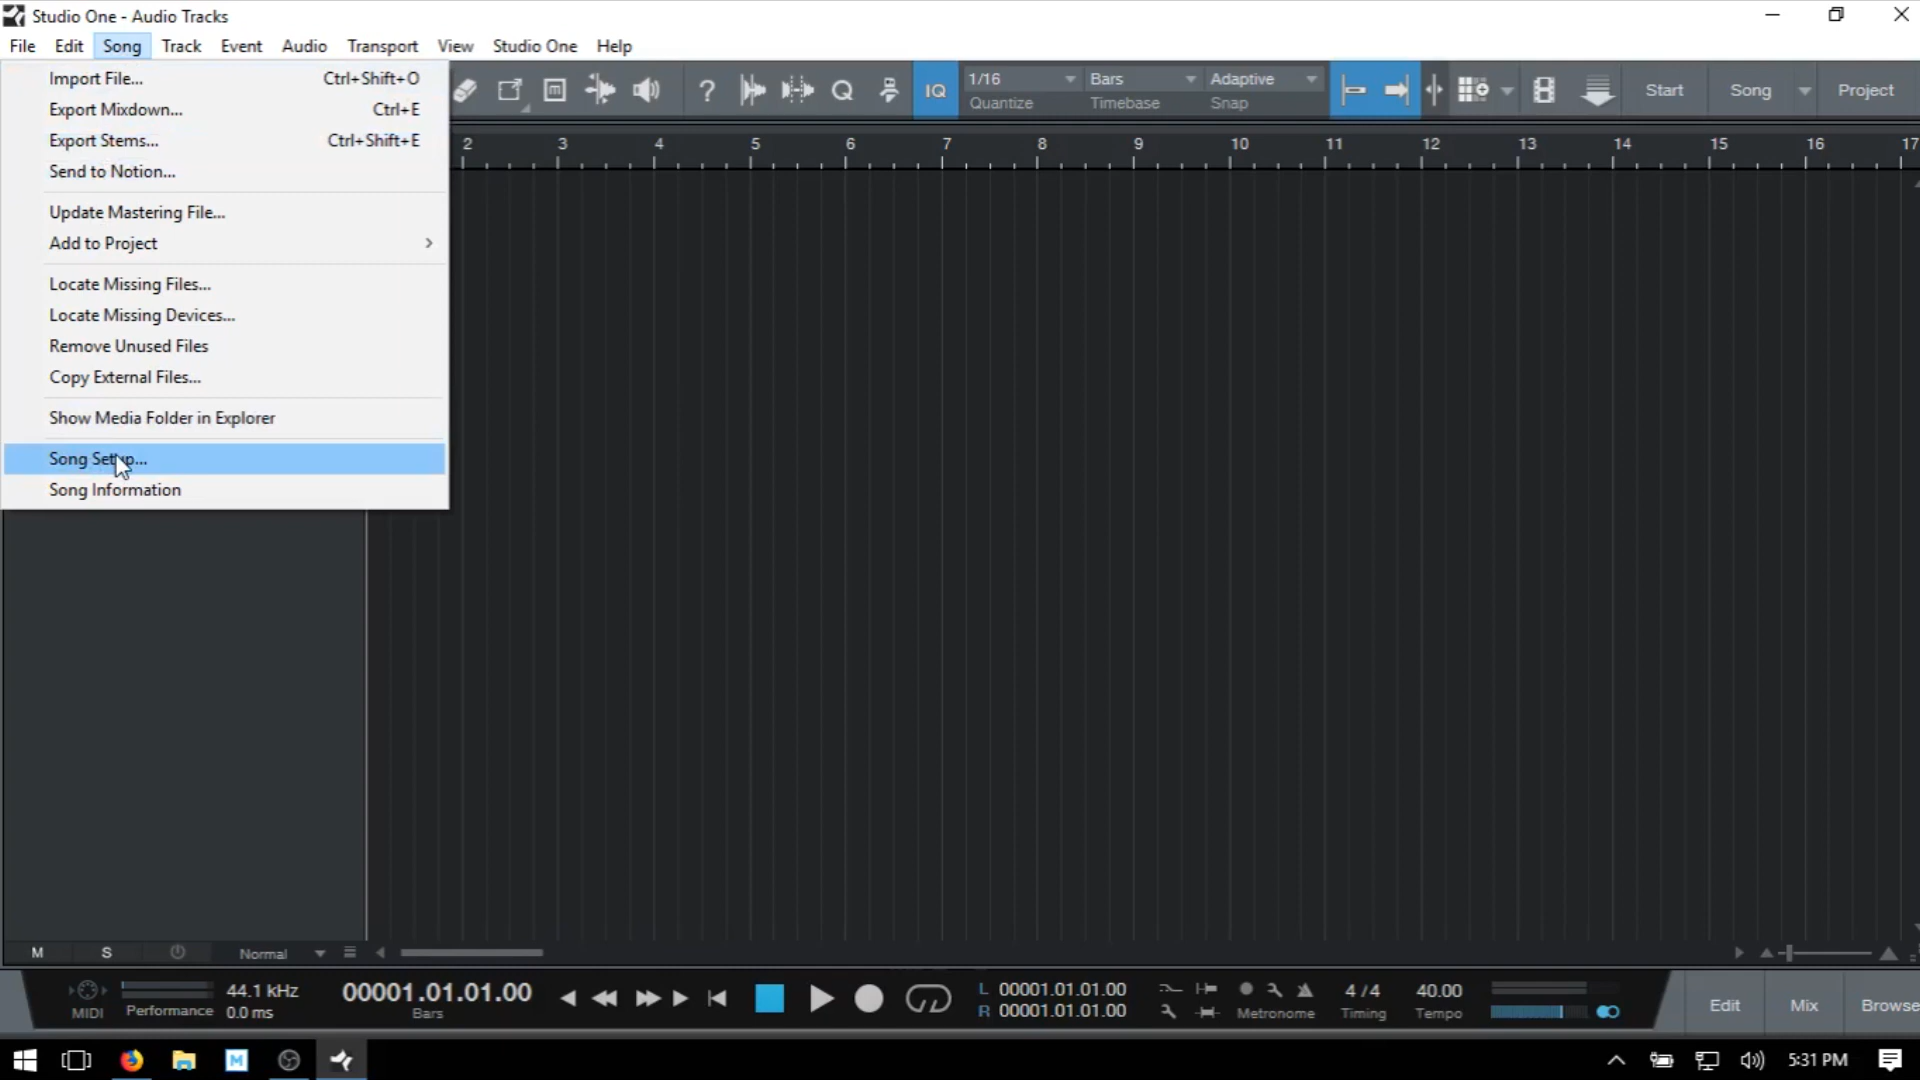 Studio One - Audio Tracks
File Edit Song Track Event Audio Transport View Studio One Help
Import File... Ctrl+Shift+O
Export Mixdown... Ctrl+E
Export Stems... Ctrl+Shift+E
Send to Notion...
Update Mastering File...
Add to Project
Locate Missing Files...
Locate Missing Devices...
Remove Unused Files
Copy External Files...
Show Media Folder in Explorer
Song Setup...
Song Information
? Q IQ 1/16 Bars Adaptive Start Song Project
Quantize Timebase Snap
2 3 4 5 6 7 8 9 10 11 12 13 14 15 16 17
M S Normal
44.1 kHz 00001.01.01.00 L 00001.01.01.00 4 / 4 40.00
MIDI Performance 0.0 ms Bars R 00001.01.01.00 Metronome Timing Tempo Edit Mix Browse
M 5:31 PM